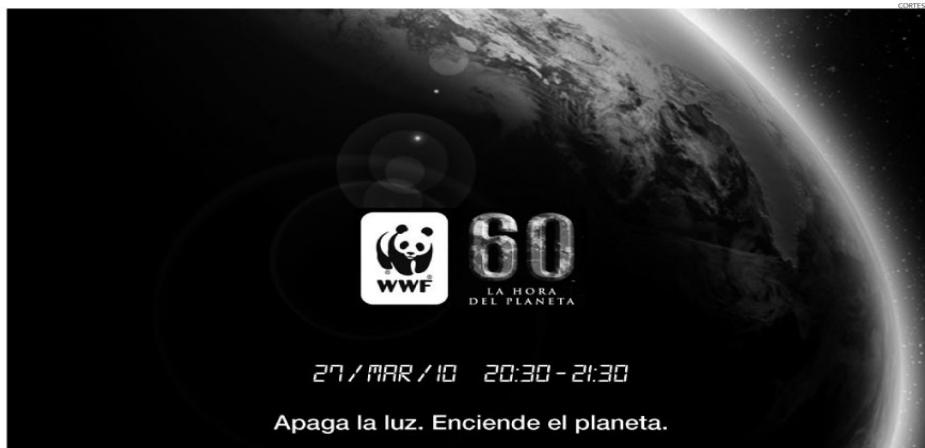 CORTES
WWF
60
LA HORA
DEL PLANETA
27/MAR/10 20:30-21:30
Apaga la luz. Enciende el planeta.